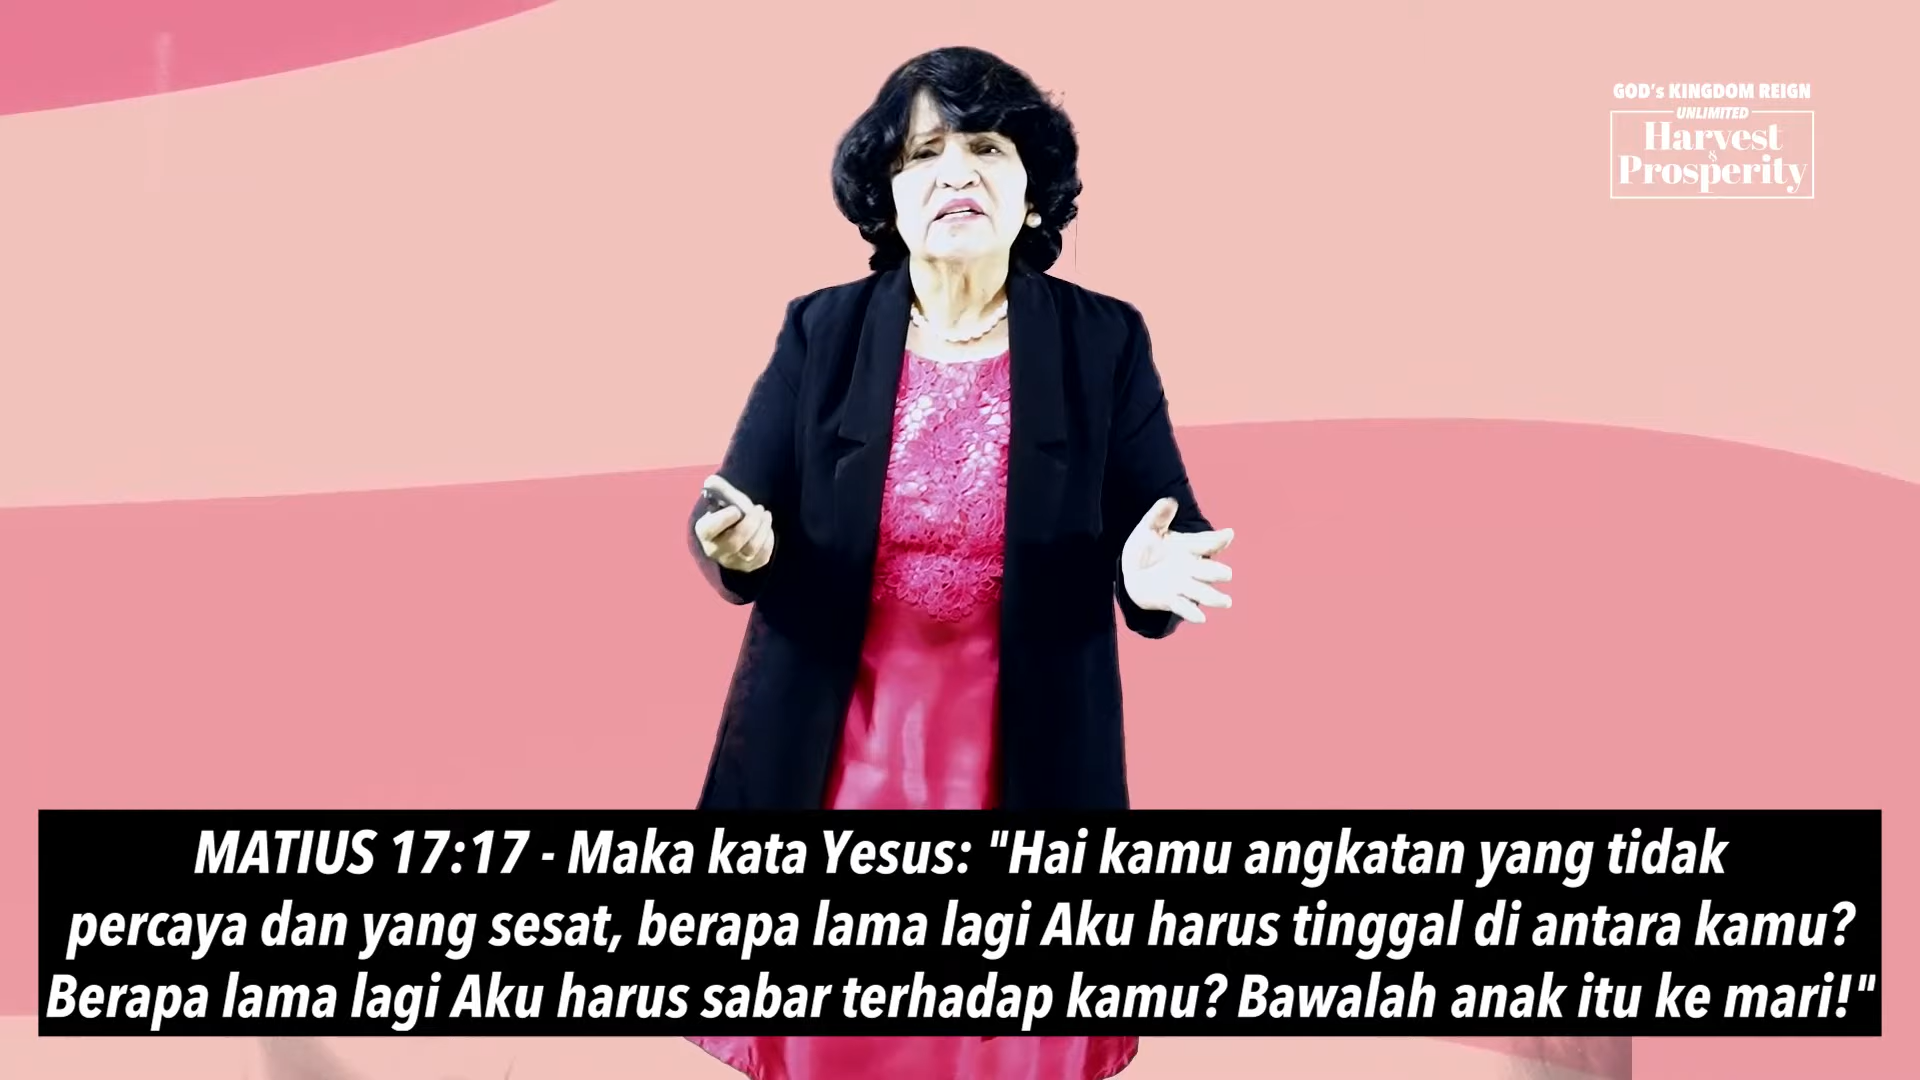 GOD's KINGDOM REIGN
UNLIMITED
Harvest
&
Prosperity
MATIUS 17:17 - Maka kata Yesus: "Hai kamu angkatan yang tidak
percaya dan yang sesat, berapa lama lagi Aku harus tinggal di antara kamu?
Berapa lama lagi Aku harus sabar terhadap kamu? Bawalah anak itu ke mari!"